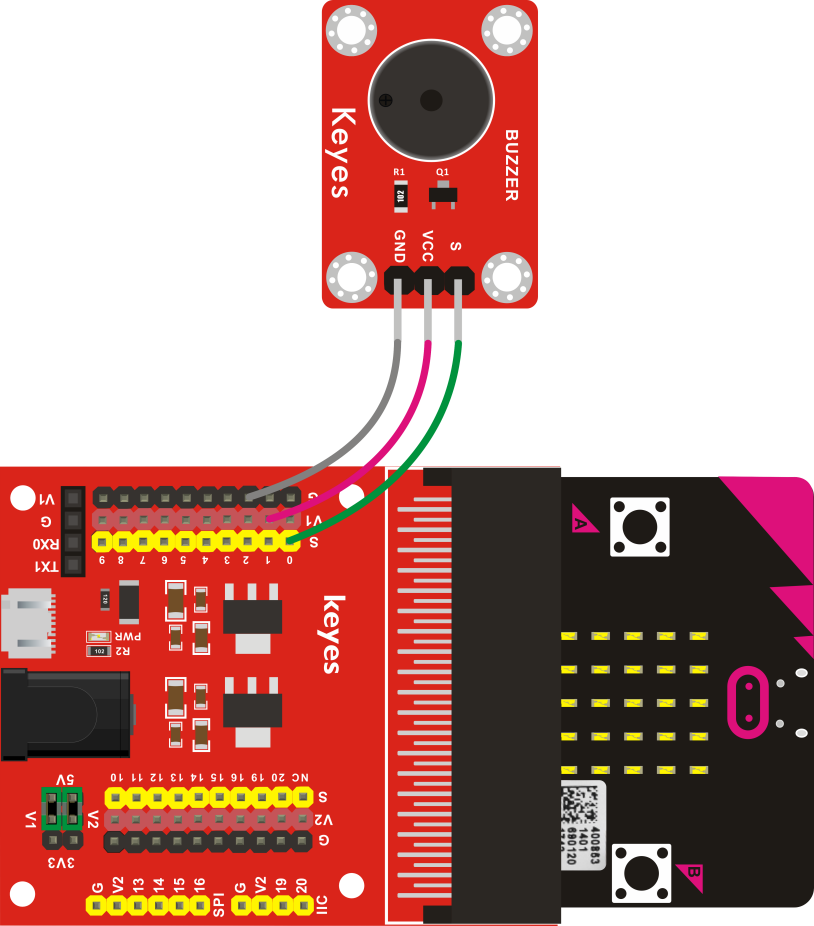 Keyes
BUZZER
R1
Q1
102
GND
VCC
S
V1
G
RX0
TX1
G
V1
S
9 8 7 6 5 4 3 2 1 0
120
PWR
R2
102
keyes
A
5V
V1
V2
3V3
10 11 12 13 14 15 16 19 20 NC
S
V2
G
G V2 13 14 15 16
SPI
G V2 19 20
IIC
400863
1401
690120
B